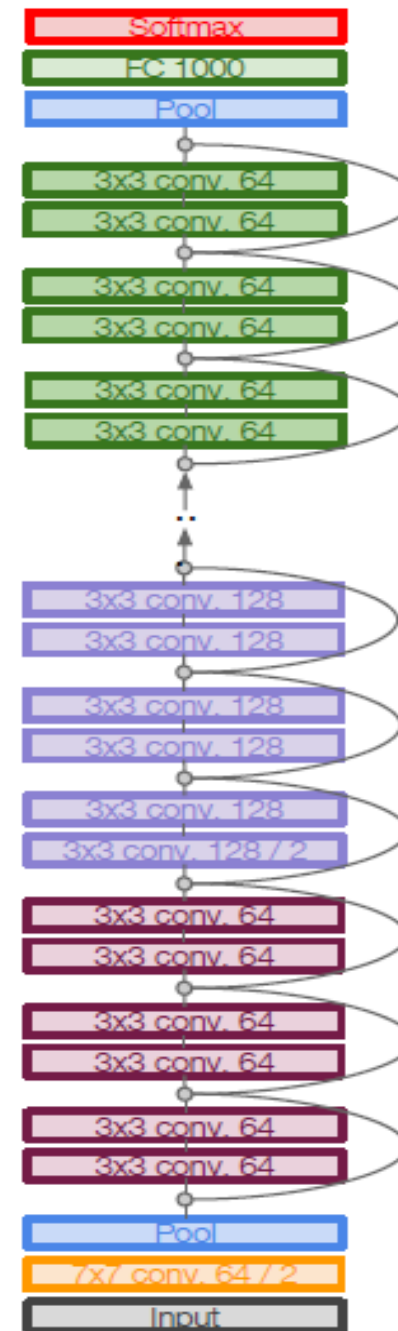 Softmax
FC 1000
Pool
3x3 conv, 64
3x3 conv, 64
3x3 conv, 64
3x3 conv, 64
3x3 conv, 64
3x3 conv, 64
..
3x3 conv, 128
3x3 conv, 128
3x3 conv, 128
3x3 conv, 128
3x3 conv, 128
3x3 conv, 128 / 2
3x3 conv, 64
3x3 conv, 64
3x3 conv, 64
3x3 conv, 64
3x3 conv, 64
3x3 conv, 64
Pool
7x7 conv, 64 / 2
Input